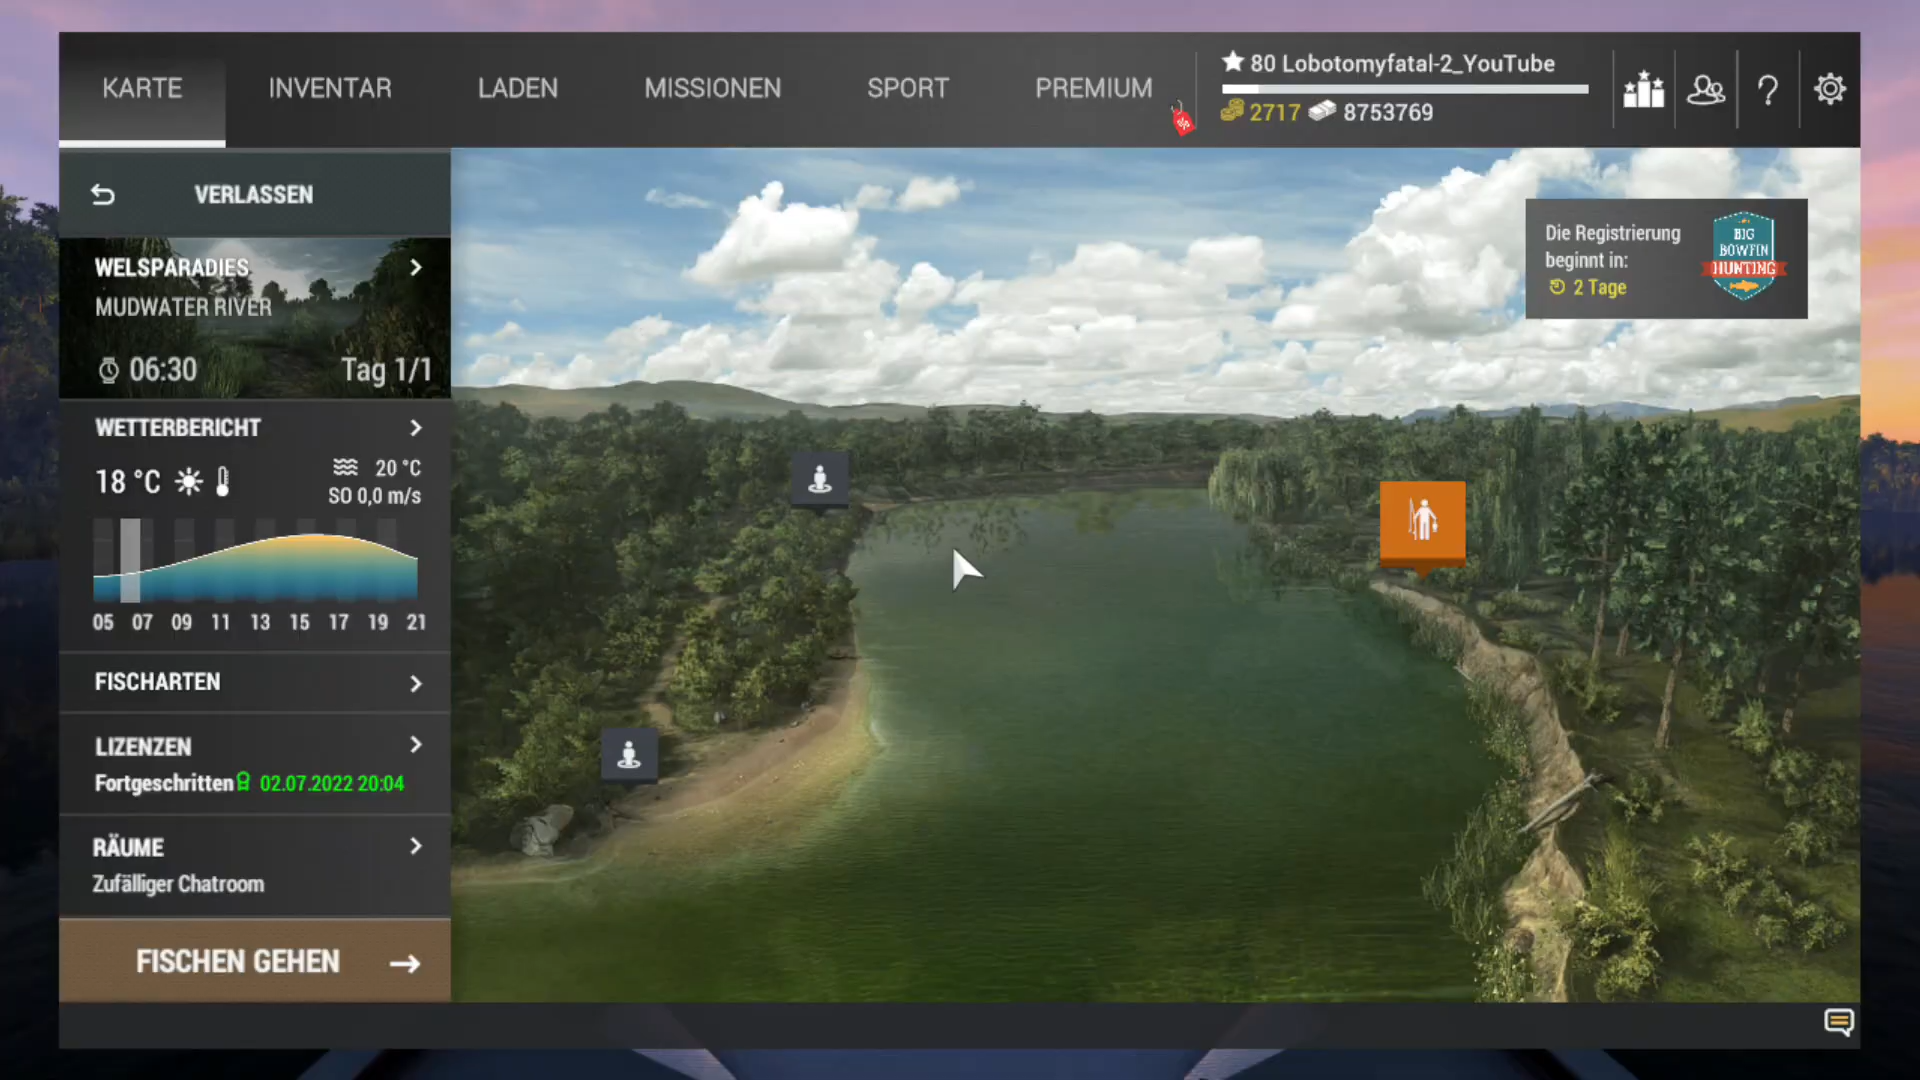 KARTE
INVENTAR
LADEN
MISSIONEN
SPORT
PREMIUM
80 Lobotomyfatal-2_YouTube
2717 8753769
?
VERLASSEN
WELSPARADIES
MUDWATER RIVER
06:30 Tag 1/1
WETTERBERICHT
18 °C 20 °C
SO 0,0 m/s
05 07 09 11 13 15 17 19 21
FISCHARTEN
LIZENZEN
Fortgeschritten 02.07.2022 20:04
RÄUME
Zufälliger Chatroom
FISCHEN GEHEN
Die Registrierung
beginnt in:
2 Tage
BIG
BOWFIN
HUNTING